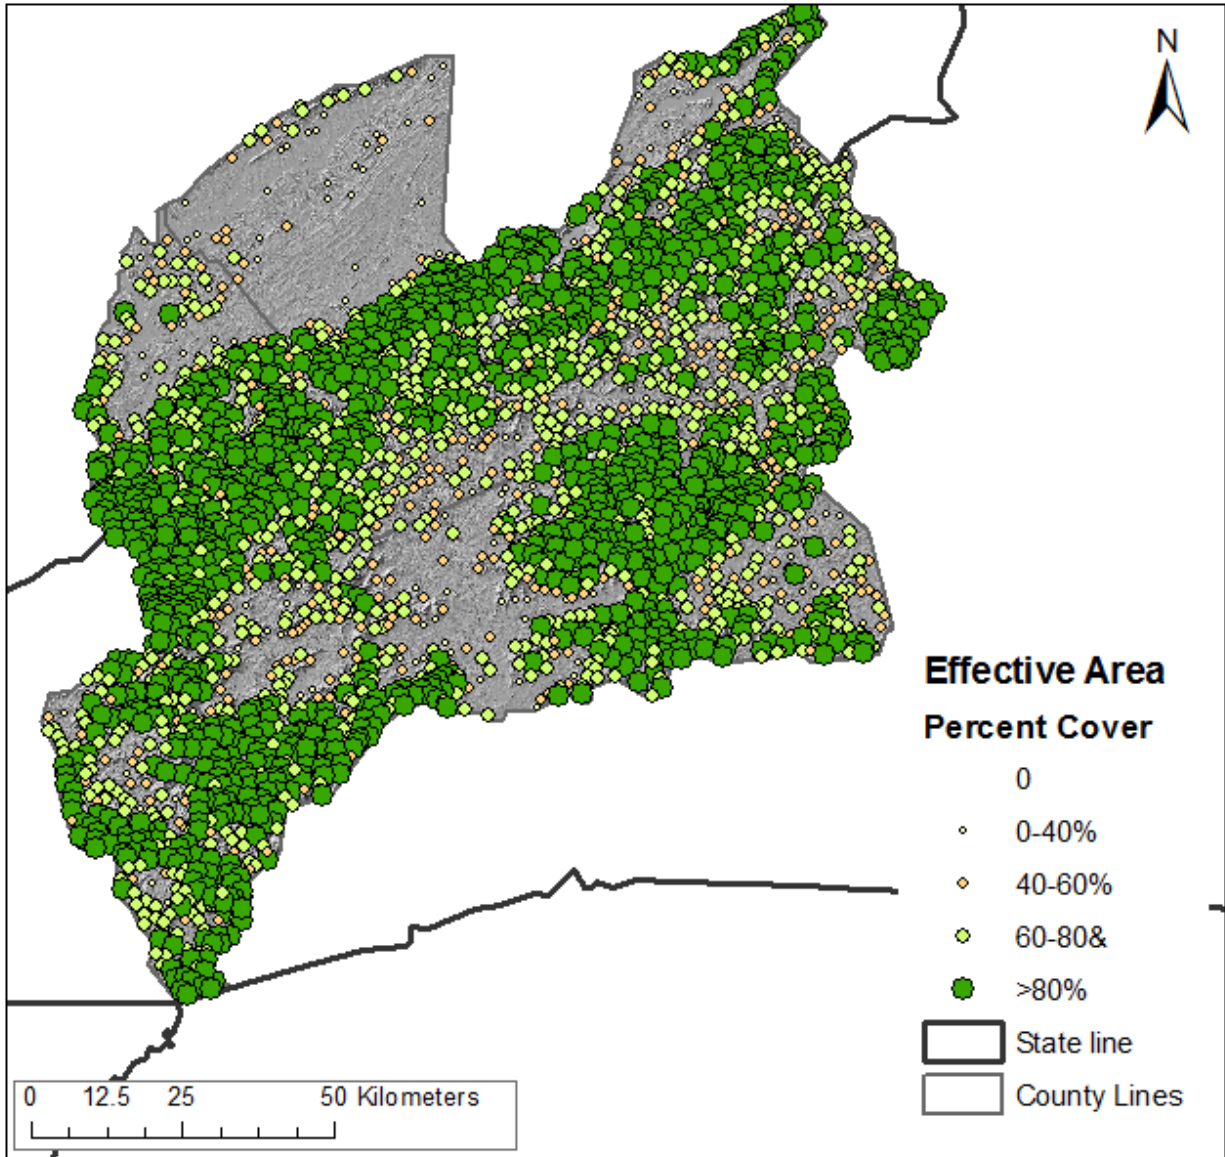 N
Effective Area
Percent Cover
0
0-40%
40-60%
60-80&
>80%
State line
County Lines
0 12.5 25 50 Kilometers